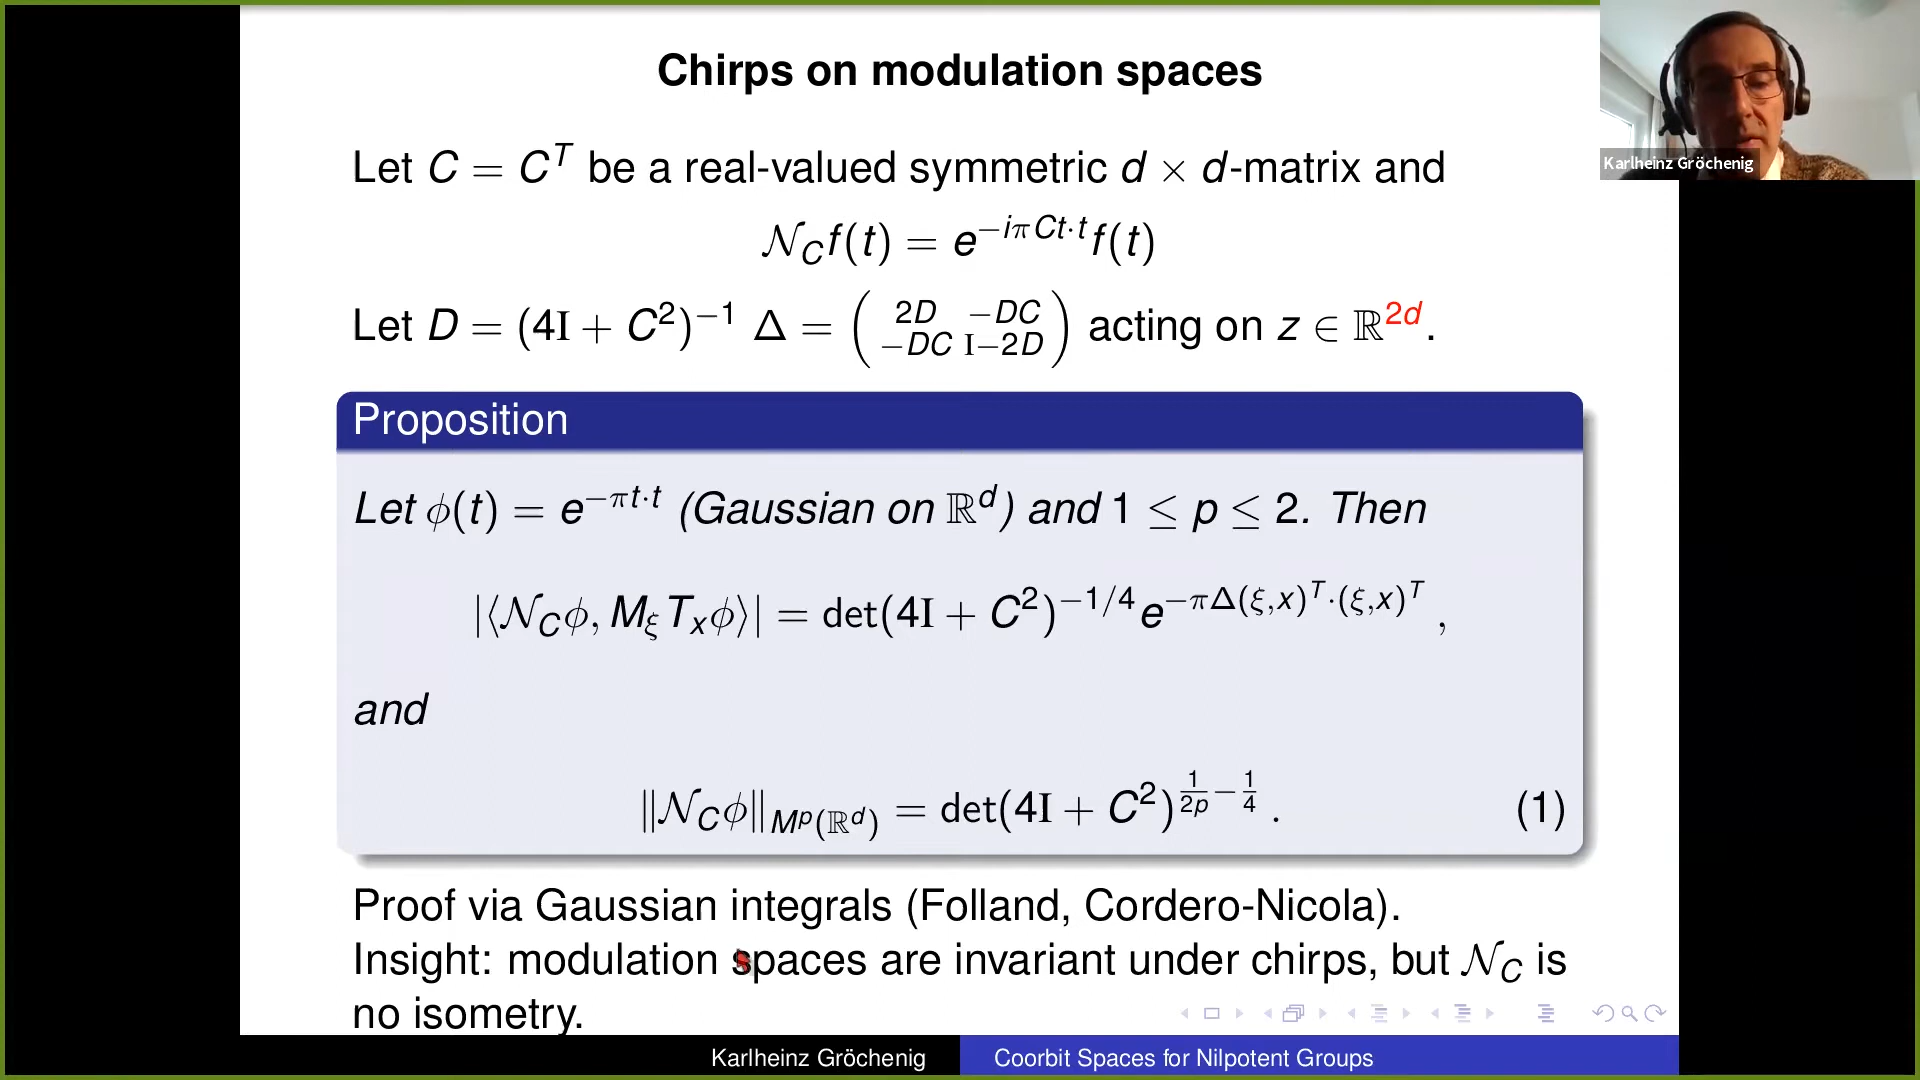 Chirps on modulation spaces
Karlheinz Gröchenig
Let C = Cᵀ be a real-valued symmetric d × d-matrix and
𝒩_C f(t) = e^{−iπCt·t} f(t)
Let D = (4I + C²)⁻¹ Δ = ( 2D −DC ; −DC I−2D ) acting on z ∈ ℝ^{2d}.
Proposition
Let ϕ(t) = e^{−πt·t} (Gaussian on ℝ^d) and 1 ≤ p ≤ 2. Then
|⟨𝒩_C ϕ, M_ξ T_x ϕ⟩| = det(4I + C²)^{−1/4} e^{−πΔ(ξ,x)^T·(ξ,x)^T} ,
and
‖𝒩_C ϕ‖_{M^p(ℝ^d)} = det(4I + C²)^{1/2p − 1/4} . (1)
Proof via Gaussian integrals (Folland, Cordero-Nicola).
Insight: modulation spaces are invariant under chirps, but 𝒩_C is
no isometry.
Karlheinz Gröchenig Coorbit Spaces for Nilpotent Groups